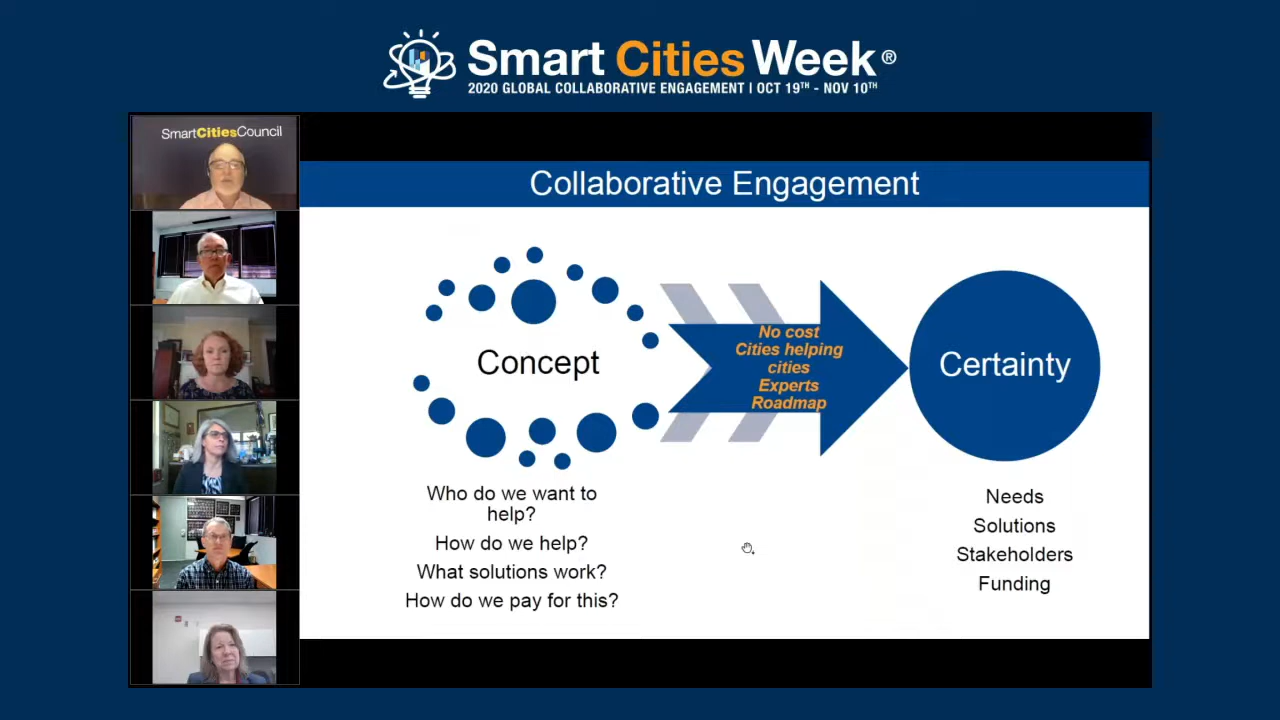 Smart Cities Week®
2020 GLOBAL COLLABORATIVE ENGAGEMENT | OCT 19TH - NOV 10TH
SmartCitiesCouncil
Collaborative Engagement
Concept
No cost
Cities helping
cities
Experts
Roadmap
Certainty
Who do we want to
help?
How do we help?
What solutions work?
How do we pay for this?
Needs
Solutions
Stakeholders
Funding